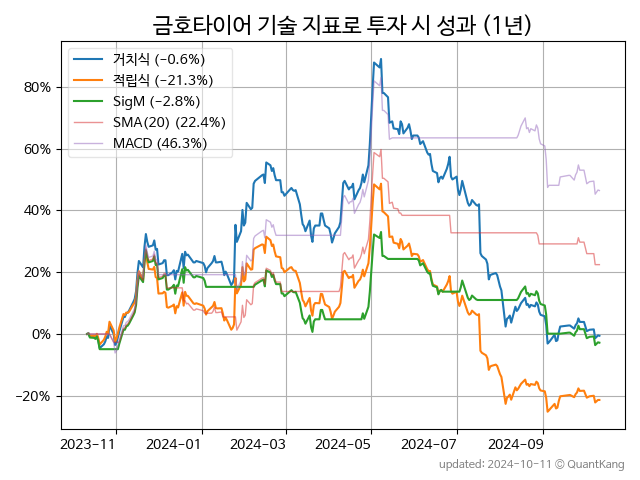 금호타이어 기술 지표로 투자 시 성과 (1년)
거치식 (-0.6%)
적립식 (-21.3%)
SigM (-2.8%)
SMA(20) (22.4%)
MACD (46.3%)
80%
60%
40%
20%
0%
-20%
2023-11 2024-01 2024-03 2024-05 2024-07 2024-09
updated: 2024-10-11 © QuantKang